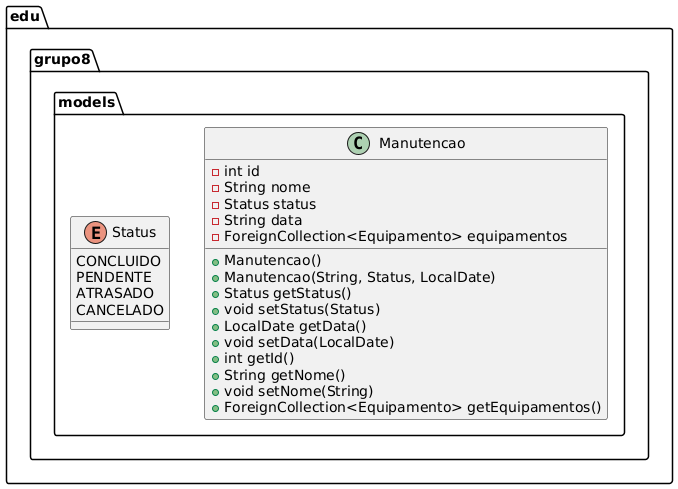 edu
grupo8
models
E Status
CONCLUIDO
PENDENTE
ATRASADO
CANCELADO
C Manutencao
int id
String nome
Status status
String data
ForeignCollection<Equipamento> equipamentos
Manutencao()
Manutencao(String, Status, LocalDate)
Status getStatus()
void setStatus(Status)
LocalDate getData()
void setData(LocalDate)
int getId()
String getNome()
void setNome(String)
ForeignCollection<Equipamento> getEquipamentos()